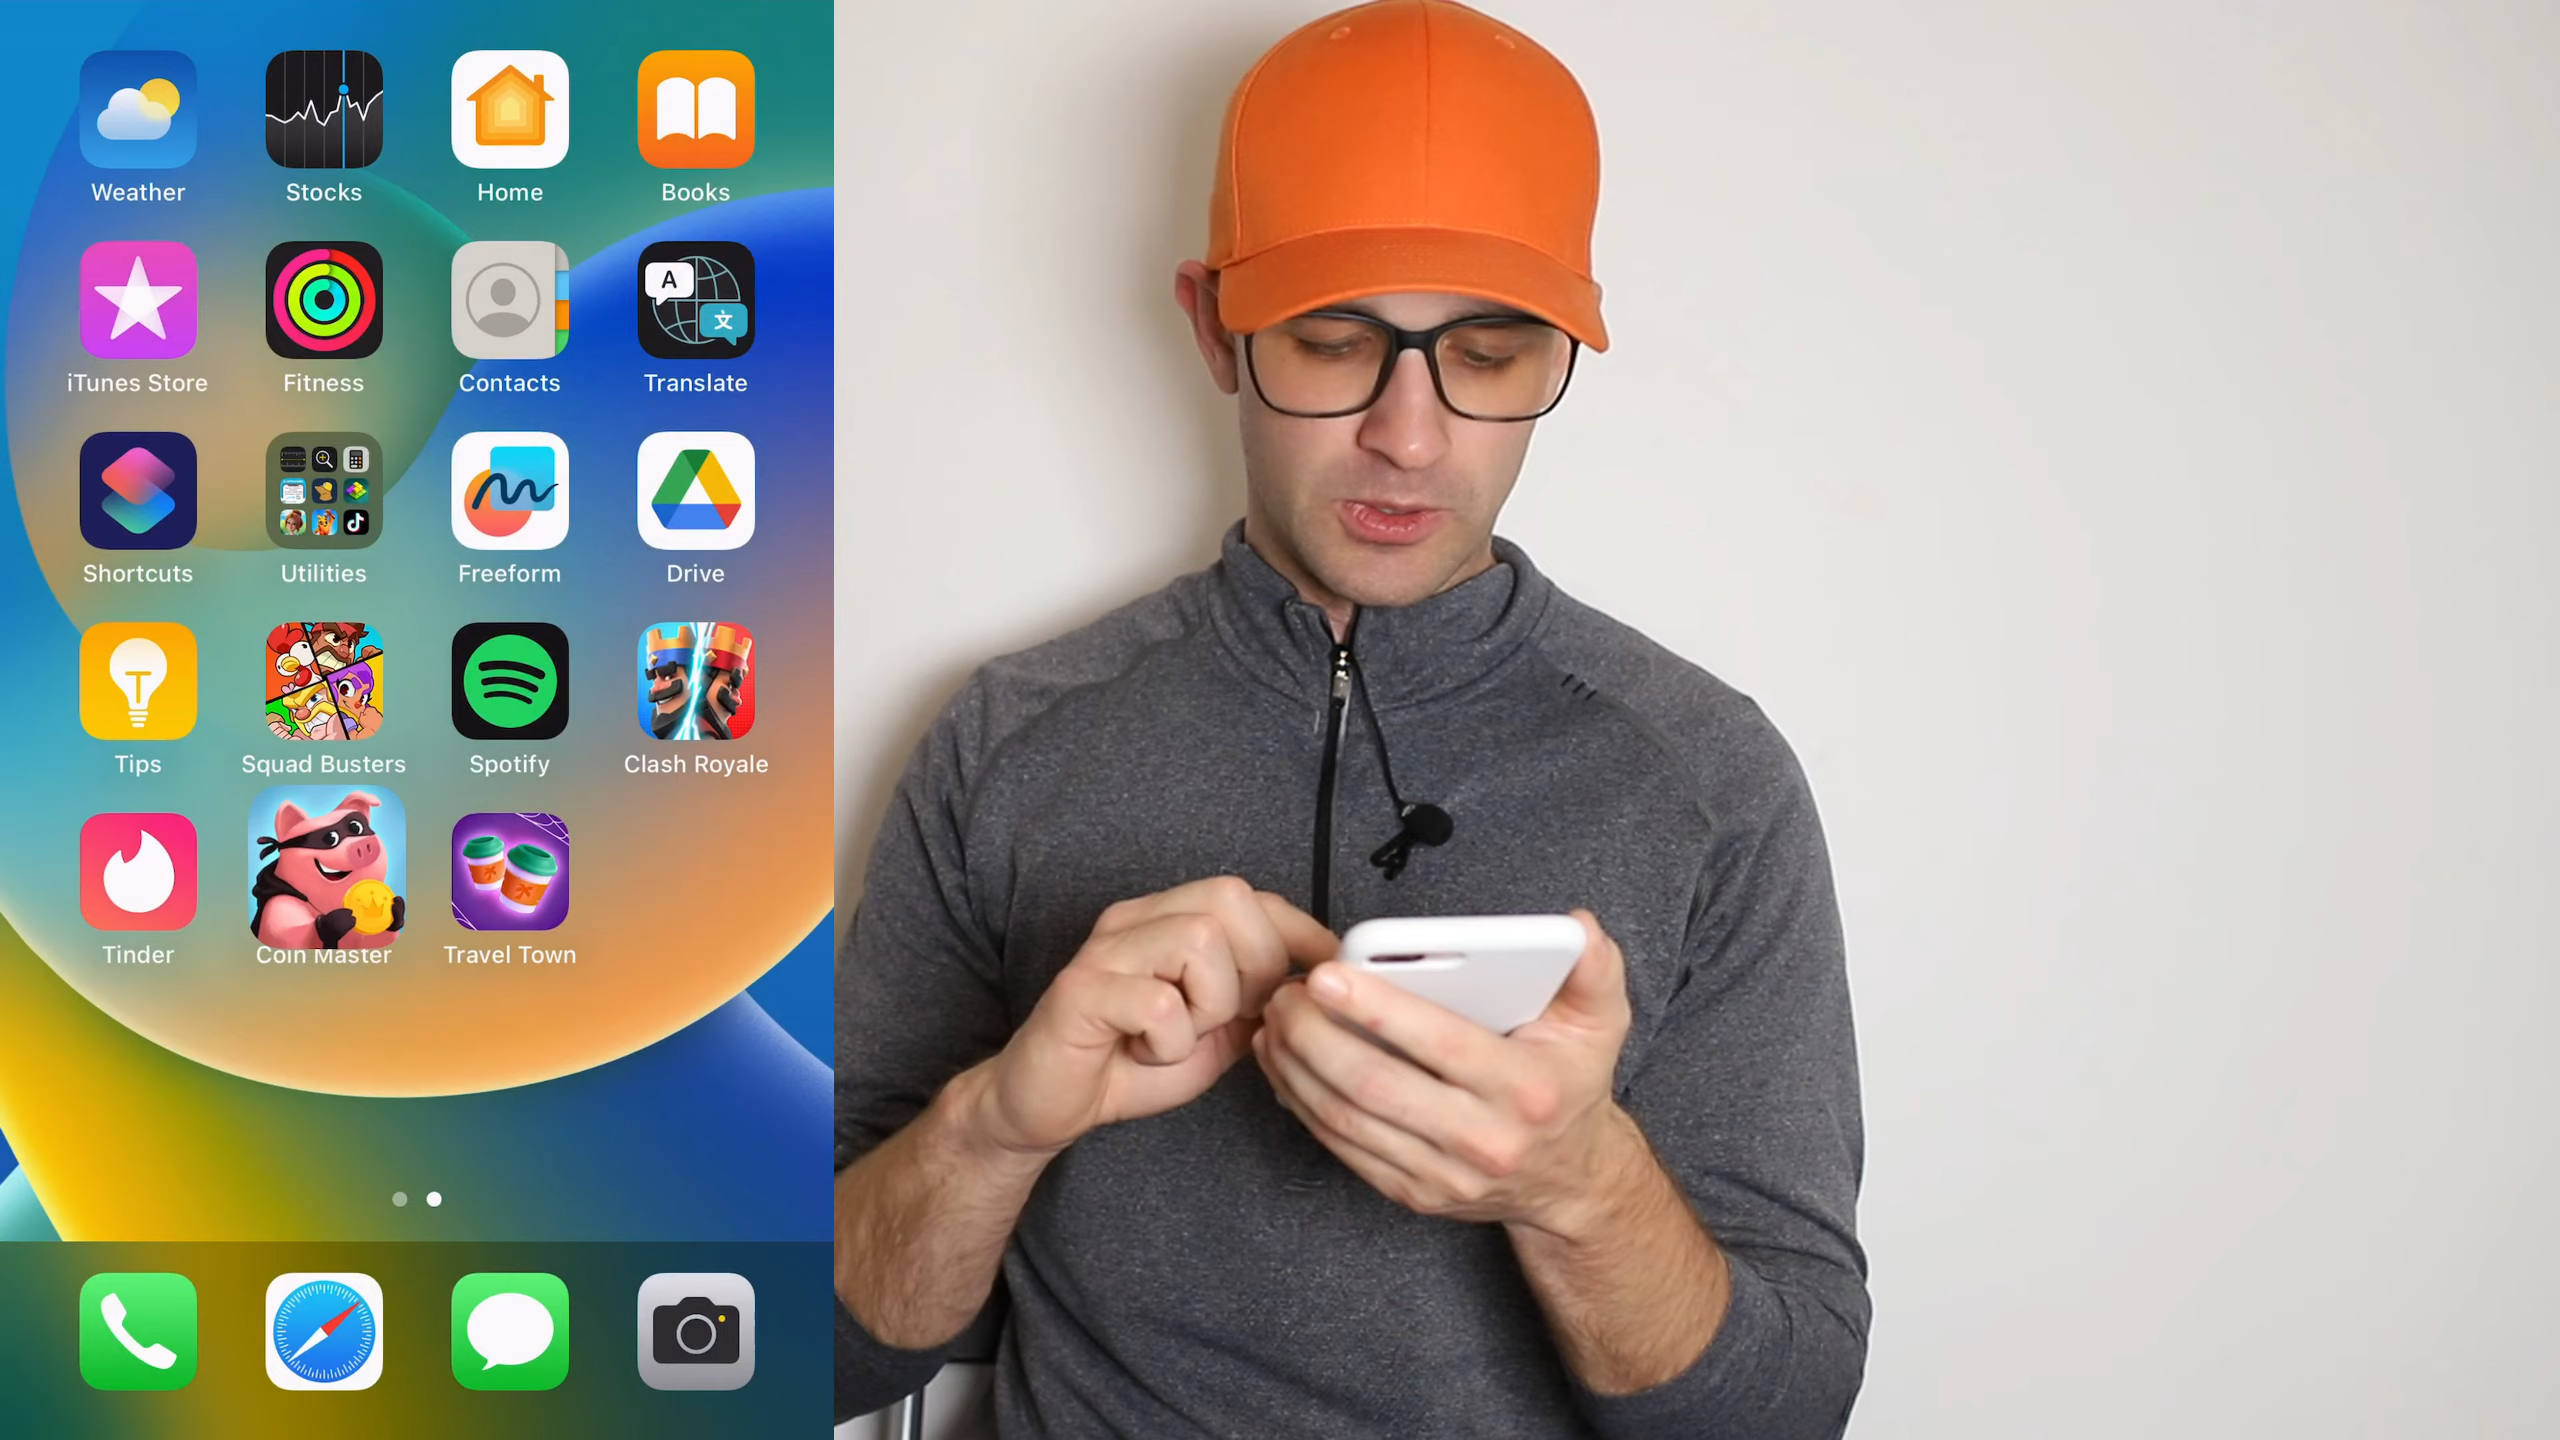 Weather
Stocks
Home
Books
A
文
iTunes Store
Fitness
Contacts
Translate
Shortcuts
Utilities
Freeform
Drive
Tips
Squad Busters
Spotify
Clash Royale
Tinder
Coin Master
Travel Town